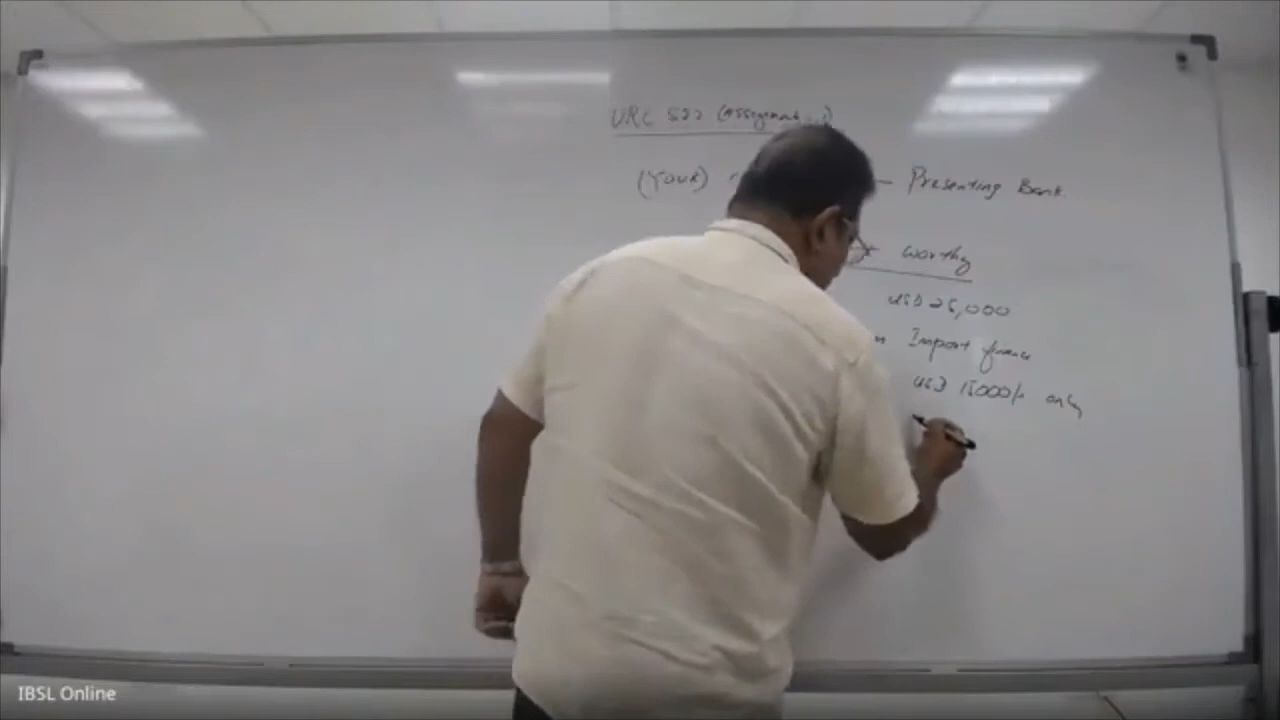 URC 522 (Assignment
(YOUR) — Presenting Bank
worthy
USD 25,000
Import finance
USD 15000/= only
IBSL Online